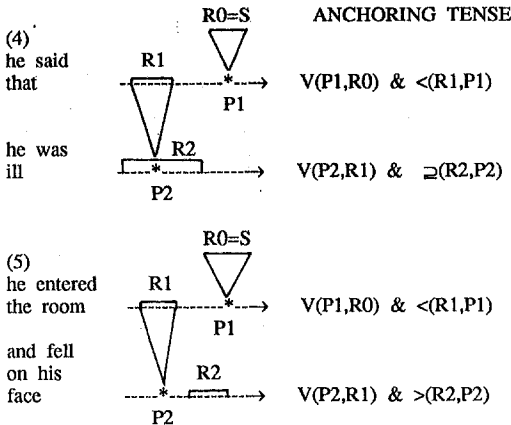 ANCHORING TENSE
(4)
he said
that
R1
R0=S
*
P1
V(P1,R0) & <(R1,P1)
he was
ill
R2
*
P2
V(P2,R1) & ⊇(R2,P2)
(5)
he entered
the room
R1
R0=S
*
P1
V(P1,R0) & <(R1,P1)
and fell
on his
face
R2
*
P2
V(P2,R1) & >(R2,P2)